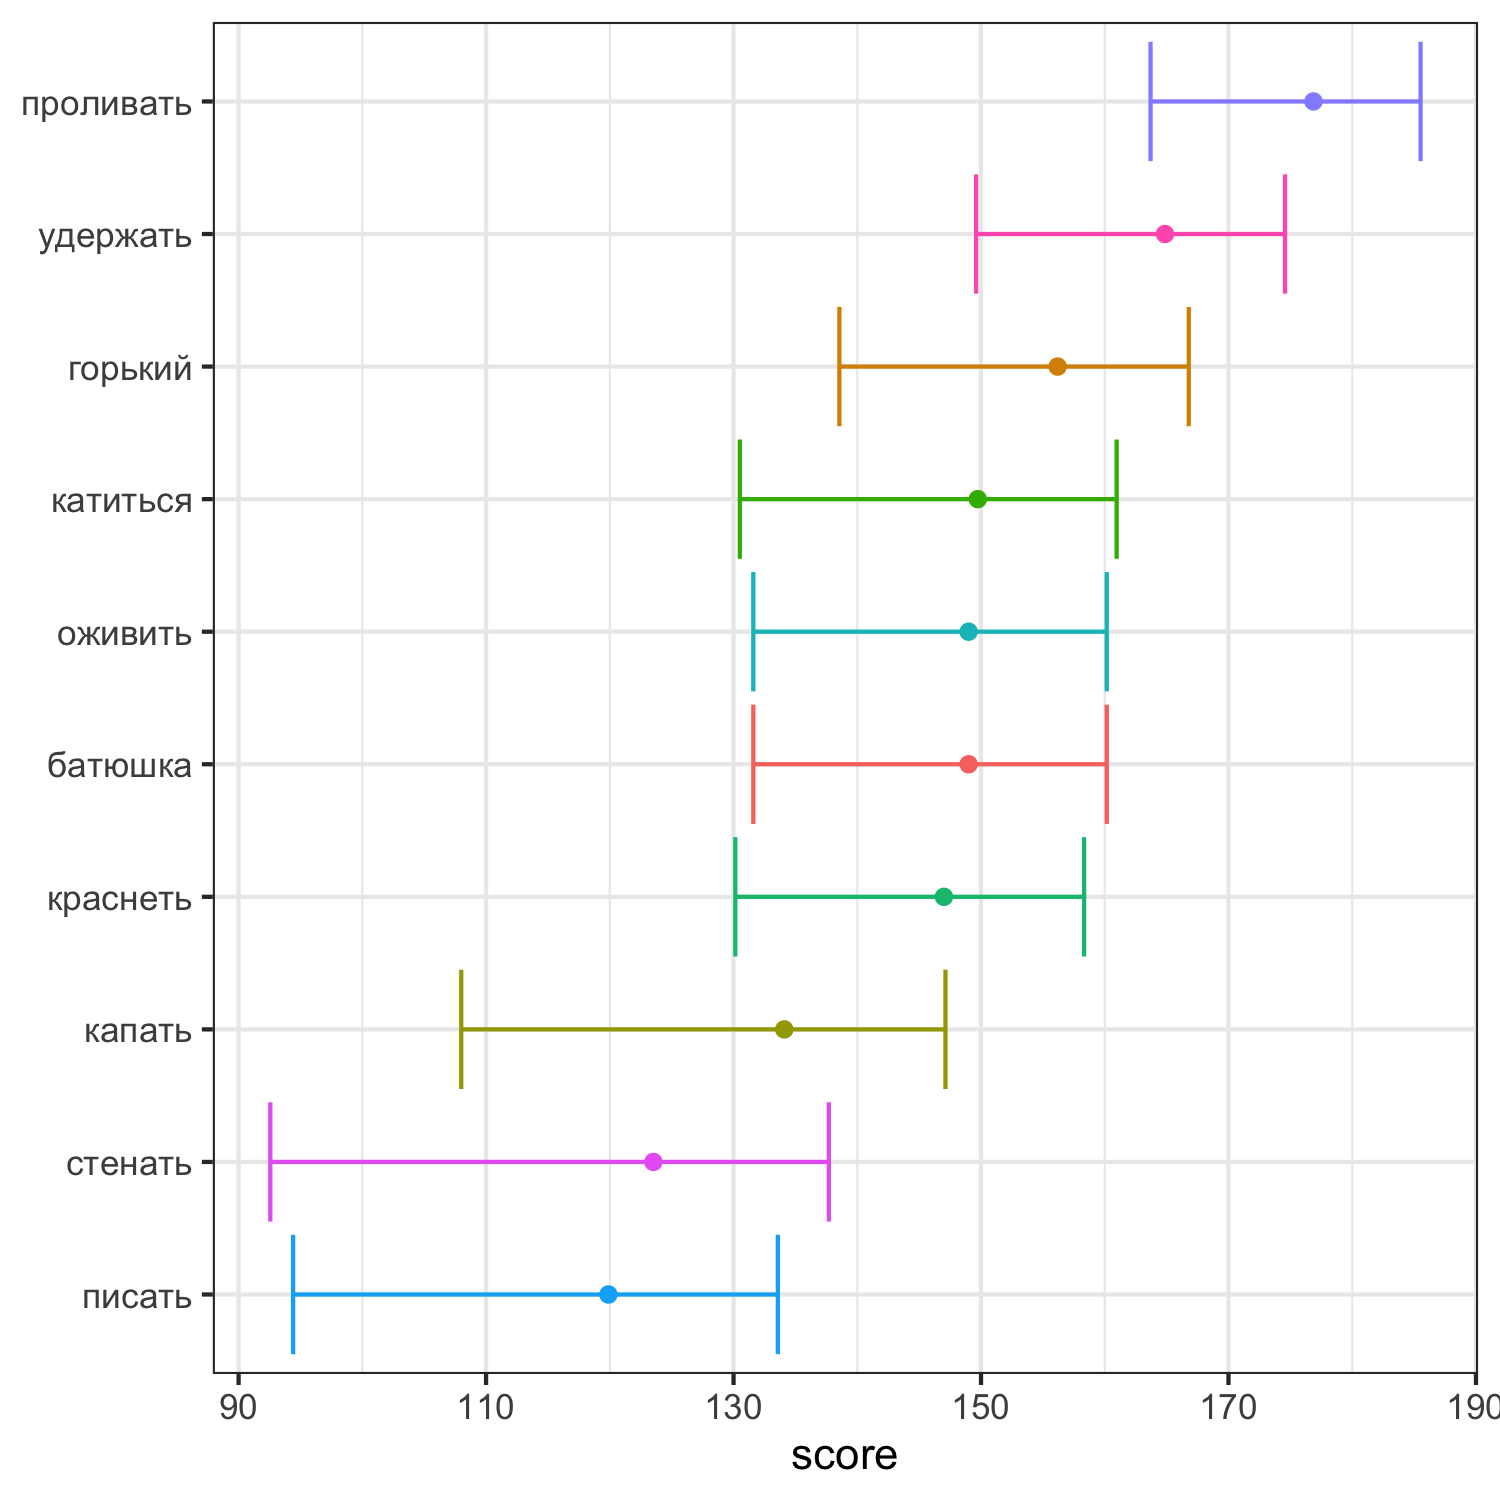 проливать
удержать
горький
катиться
оживить
батюшка
краснеть
капать
стенать
писать
90 110 130 150 170 190
score